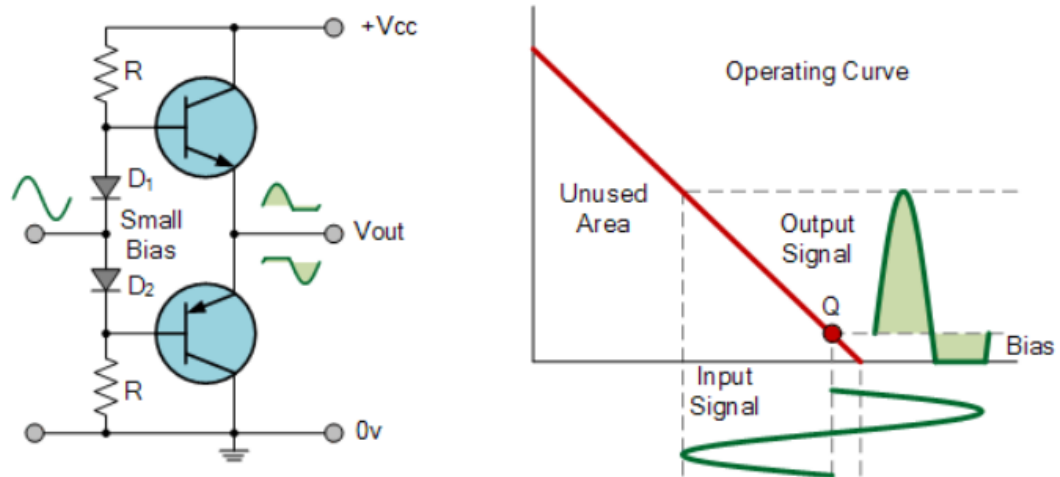 +Vcc
R
D₁
Small
Bias
Vout
D₂
R
0v
Operating Curve
Unused
Area
Output
Signal
Q
Bias
Input
Signal